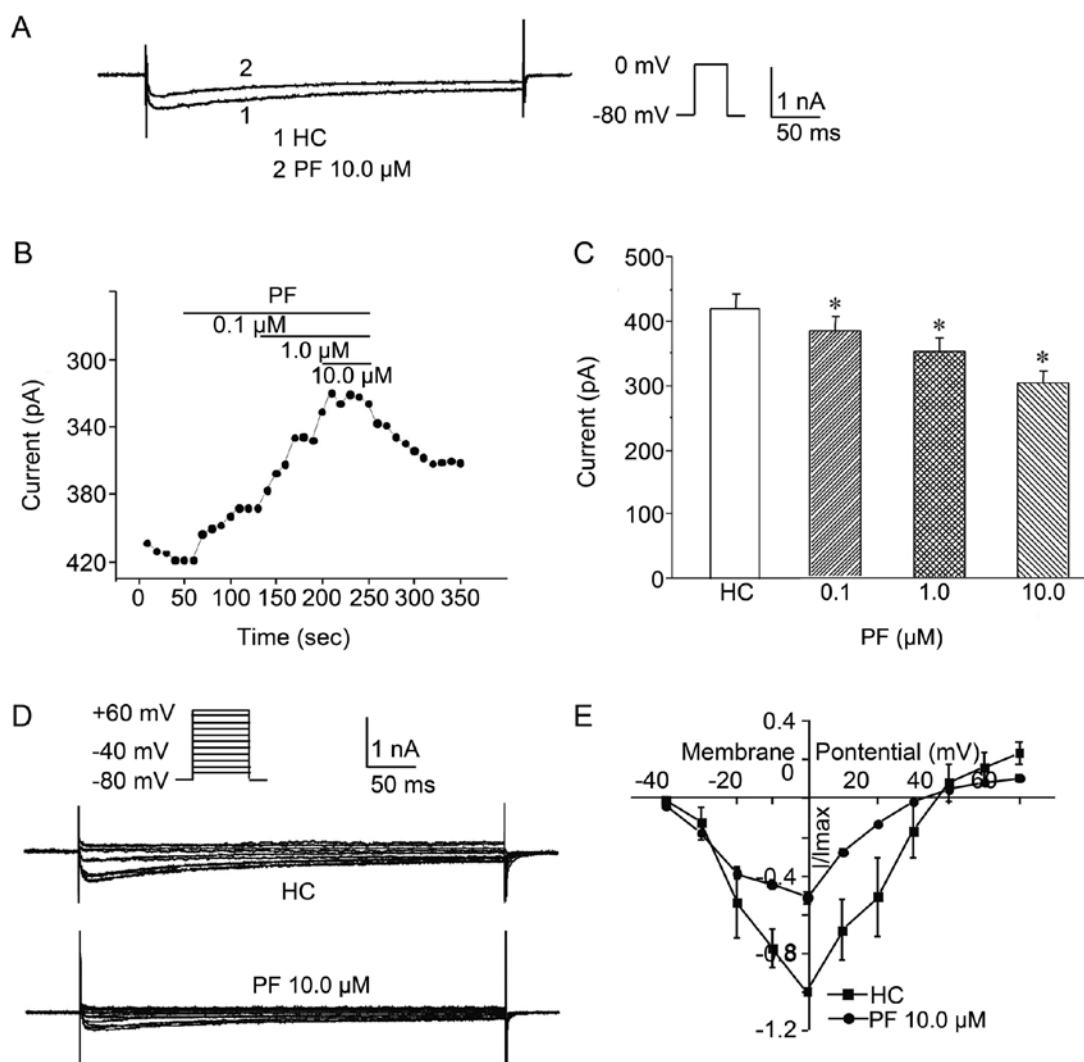 A
2
1
1 HC
2 PF 10.0 µM
0 mV
-80 mV
1 nA
50 ms
B
PF
0.1 µM
1.0 µM
10.0 µM
300
340
380
420
Current (pA)
0 50 100 150 200 250 300 350
Time (sec)
C
500
400
300
200
100
0
Current (pA)
* * *
HC 0.1 1.0 10.0
PF (µM)
D
+60 mV
-40 mV
-80 mV
1 nA
50 ms
HC
PF 10.0 µM
E
0.4
Membrane Pontential (mV)
-40 -20 0 20 40 60
I/Imax
-0.4
-0.8
-1.2
HC
PF 10.0 µM